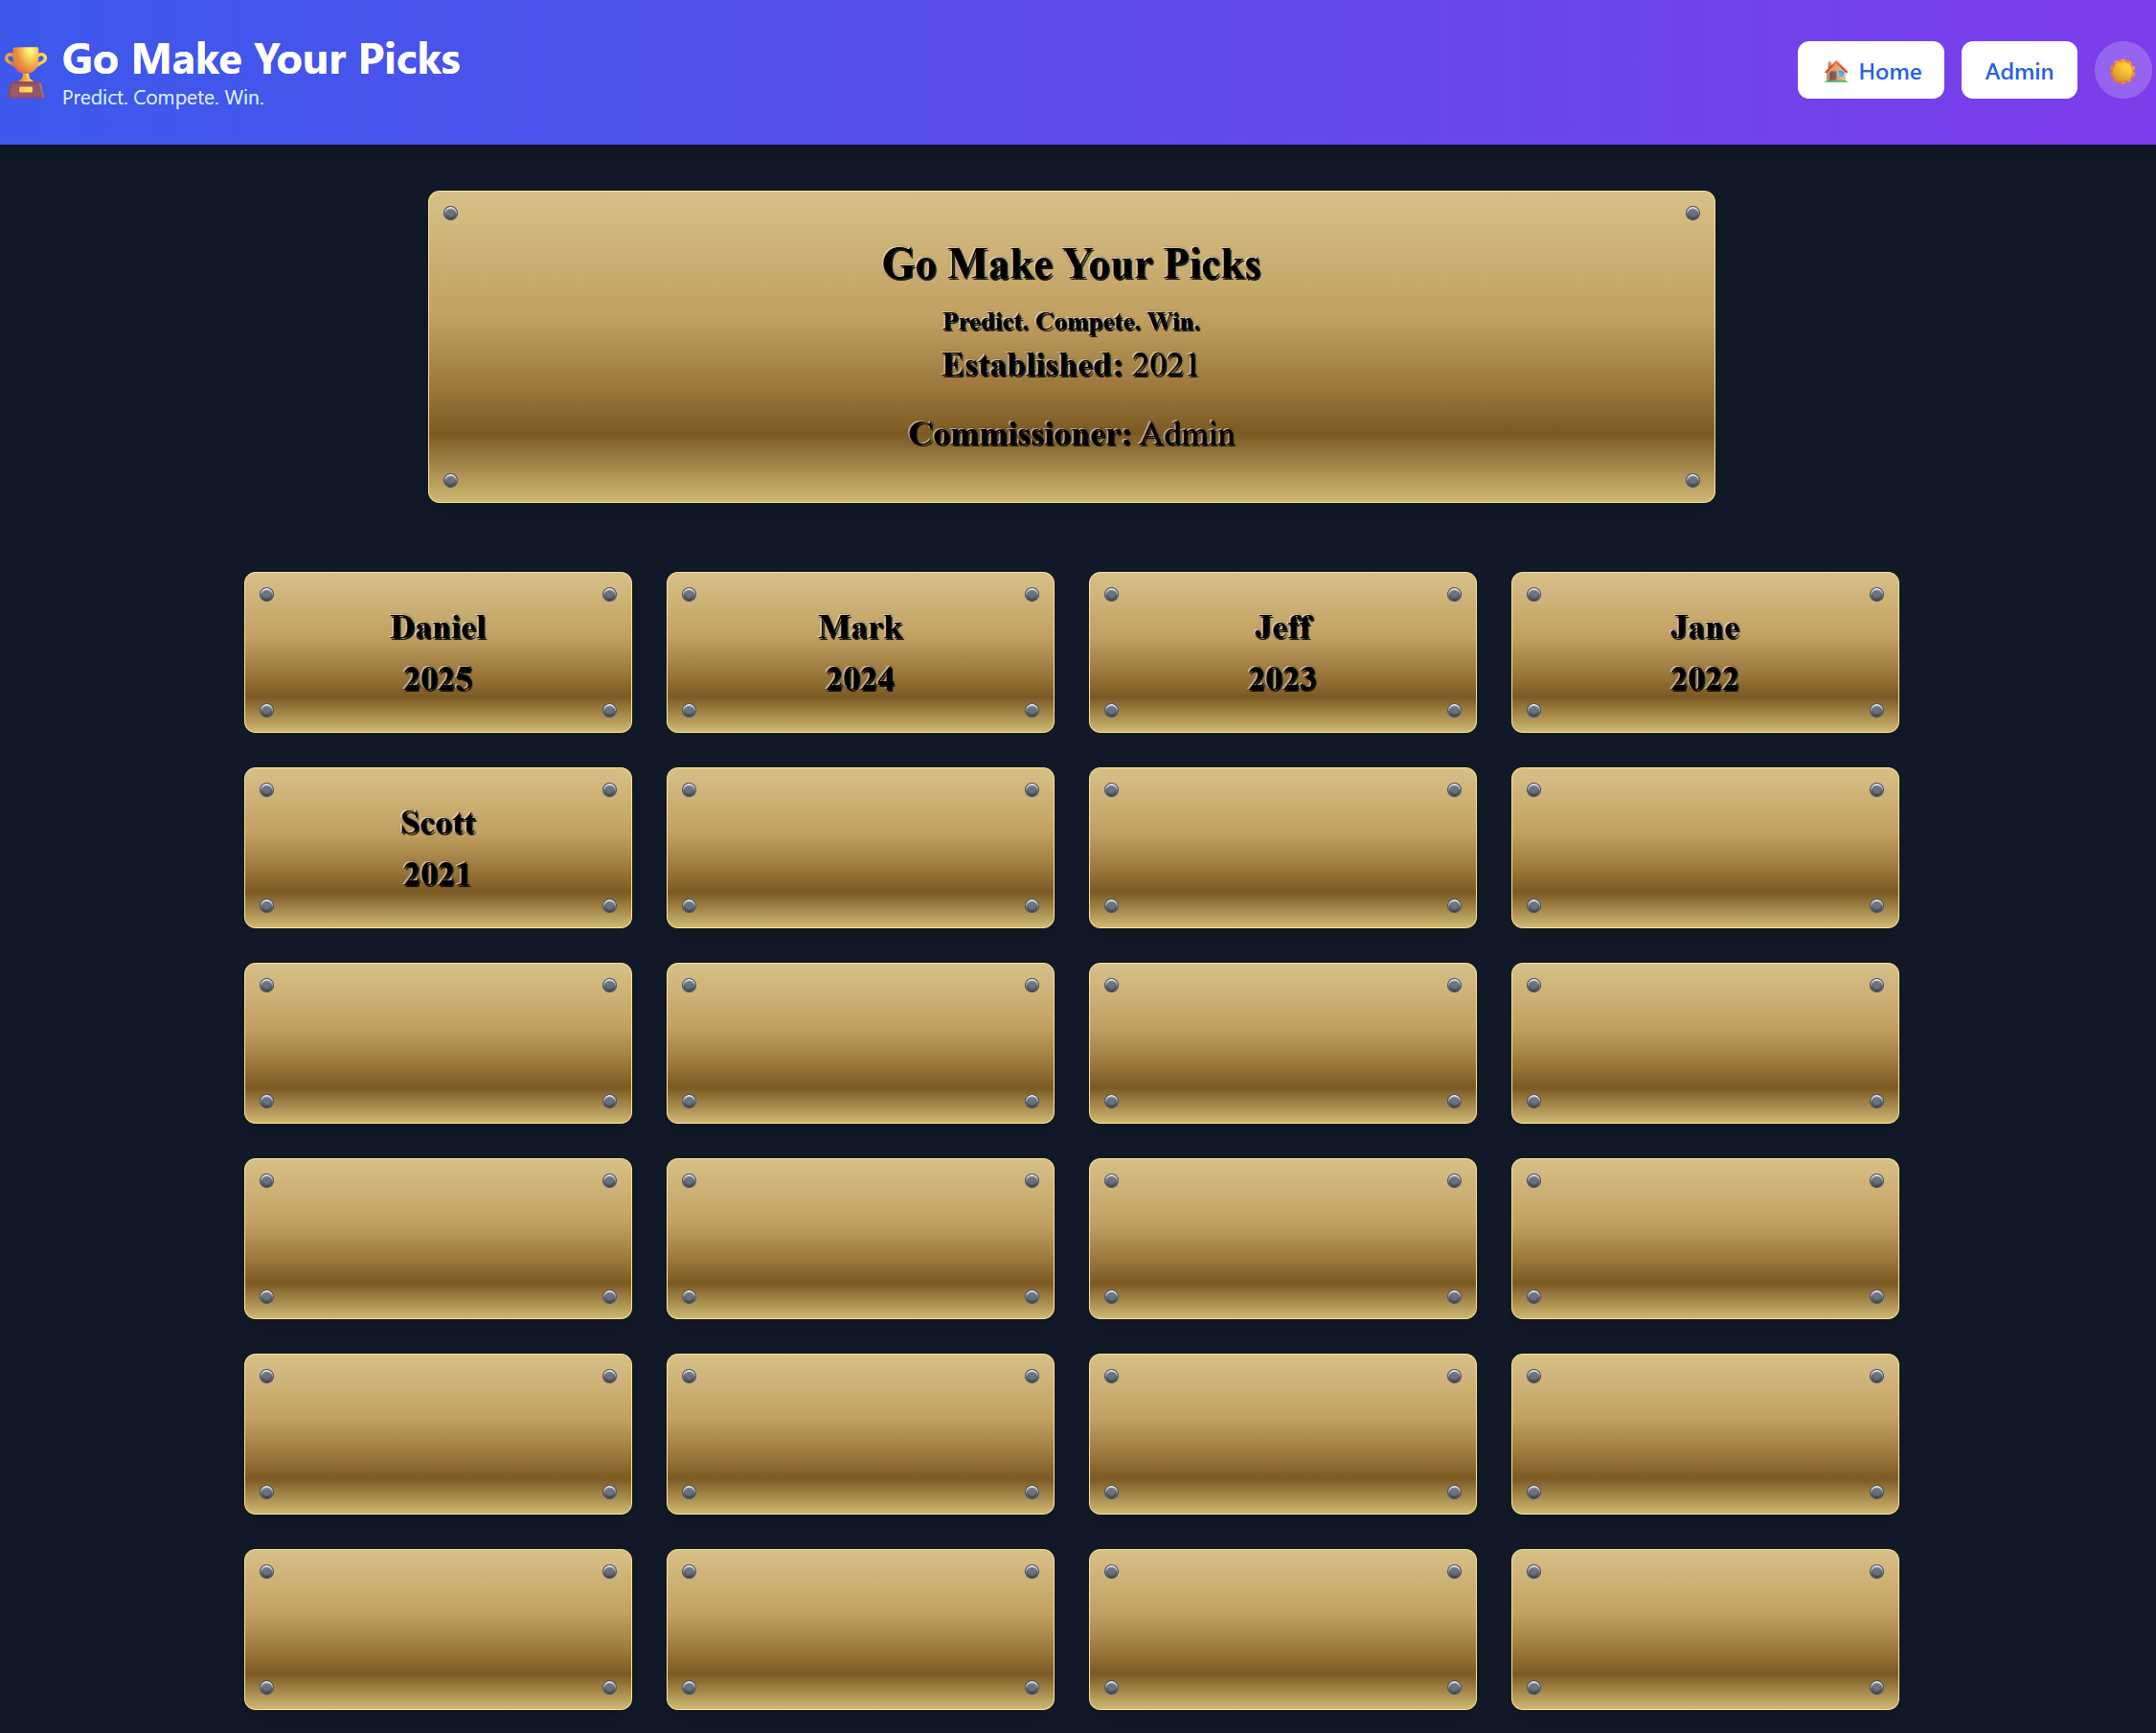 Go Make Your Picks
Predict. Compete. Win.
Home
Admin
Go Make Your Picks
Predict. Compete. Win.
Established: 2021
Commissioner: Admin
Daniel
2025
Mark
2024
Jeff
2023
Jane
2022
Scott
2021